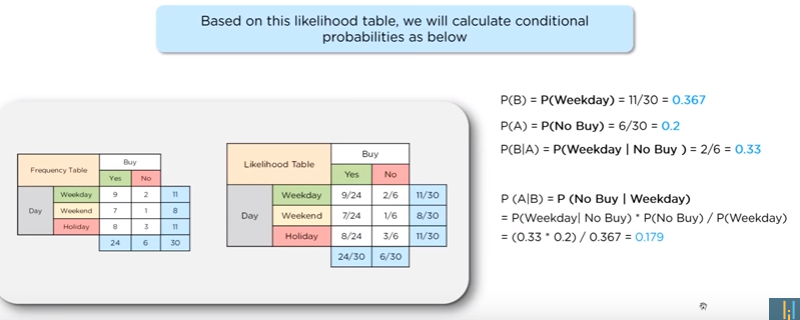 Based on this likelihood table, we will calculate conditional
probabilities as below
Frequency Table
Buy
Yes No
Day
Weekday 9 2 11
Weekend 7 1 8
Holiday 8 3 11
24 6 30
Likelihood Table
Buy
Yes No
Day
Weekday 9/24 2/6 11/30
Weekend 7/24 1/6 8/30
Holiday 8/24 3/6 11/30
24/30 6/30
P(B) = P(Weekday) = 11/30 = 0.367
P(A) = P(No Buy) = 6/30 = 0.2
P(B|A) = P(Weekday | No Buy ) = 2/6 = 0.33
P (A|B) = P (No Buy | Weekday)
= P(Weekday| No Buy) * P(No Buy) / P(Weekday)
= (0.33 * 0.2) / 0.367 = 0.179